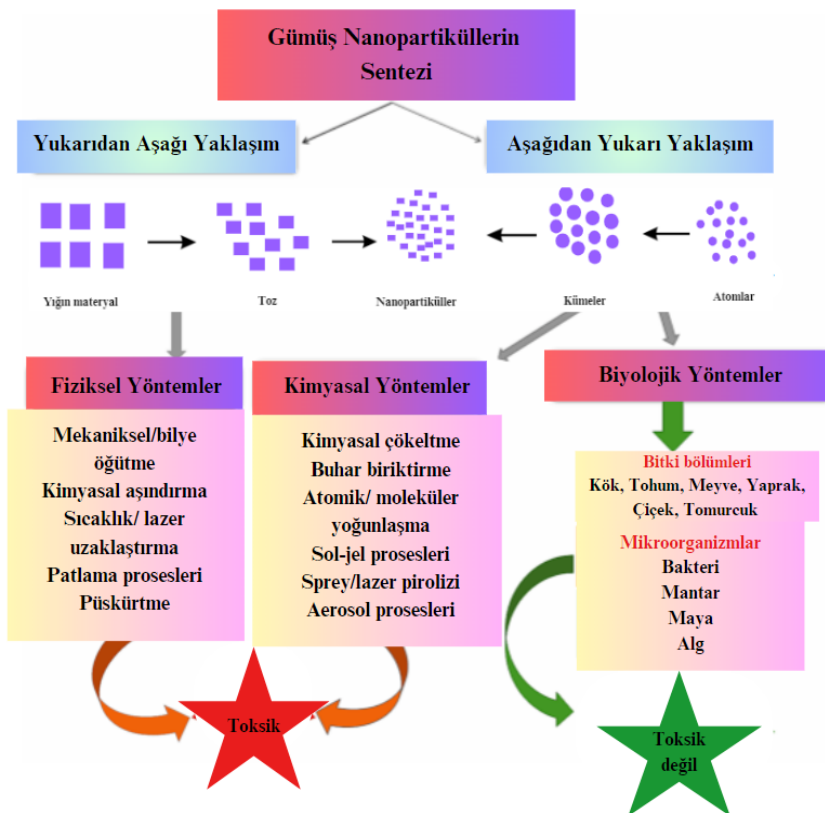 Gümüş Nanopartiküllerin
Sentezi
Yukarıdan Aşağı Yaklaşım
Aşağıdan Yukarı Yaklaşım
Yığın materyal
Toz
Nanopartiküller
Kümeler
Atomlar
Fiziksel Yöntemler
Mekaniksel/bilye
öğütme
Kimyasal aşındırma
Sıcaklık/ lazer
uzaklaştırma
Patlama prosesleri
Püskürtme
Kimyasal Yöntemler
Kimyasal çökeltme
Buhar biriktirme
Atomik/ moleküler
yoğunlaşma
Sol-jel prosesleri
Sprey/lazer pirolizi
Aerosol prosesleri
Biyolojik Yöntemler
Bitki bölümleri
Kök, Tohum, Meyve, Yaprak,
Çiçek, Tomurcuk
Mikroorganizmlar
Bakteri
Mantar
Maya
Alg
Toksik
Toksik
değil